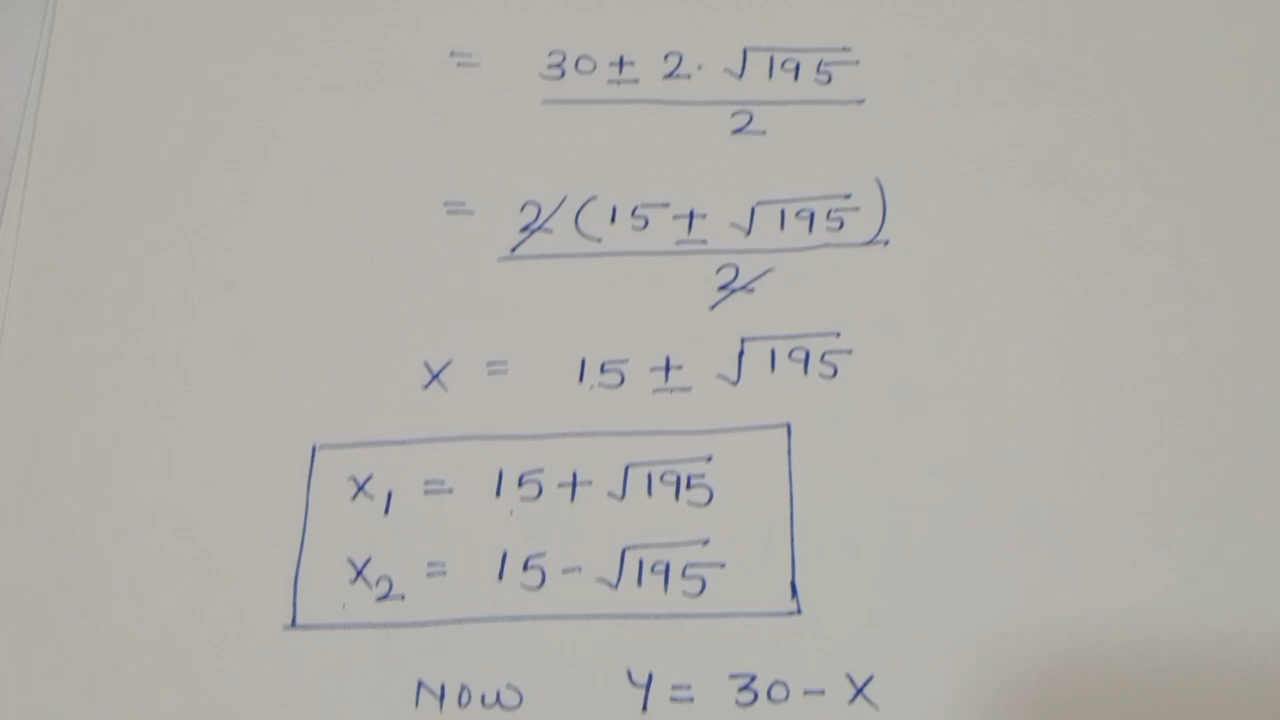 = (30 ± 2·√195) / 2
= 2(15 ± √195) / 2
x = 15 ± √195
x₁ = 15 + √195
x₂ = 15 - √195
Now Y = 30 - X